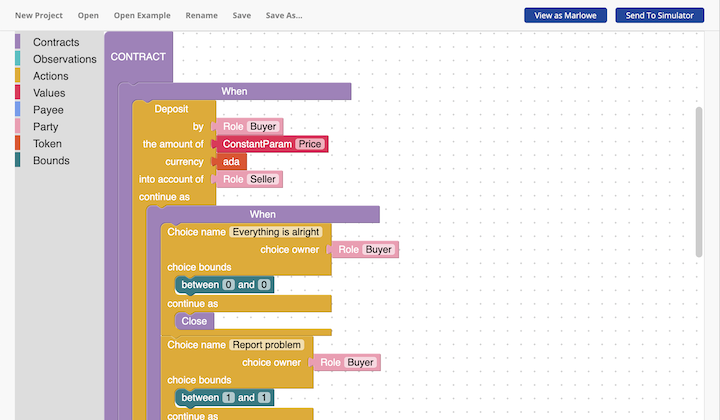 New Project Open Open Example Rename Save Save As... View as Marlowe Send To Simulator
Contracts
Observations
Actions
Values
Payee
Party
Token
Bounds
CONTRACT
When
Deposit
by Role Buyer
the amount of ConstantParam Price
currency ada
into account of Role Seller
continue as
When
Choice name Everything is alright
choice owner Role Buyer
choice bounds
between 0 and 0
continue as
Close
Choice name Report problem
choice owner Role Buyer
choice bounds
between 1 and 1
continue as